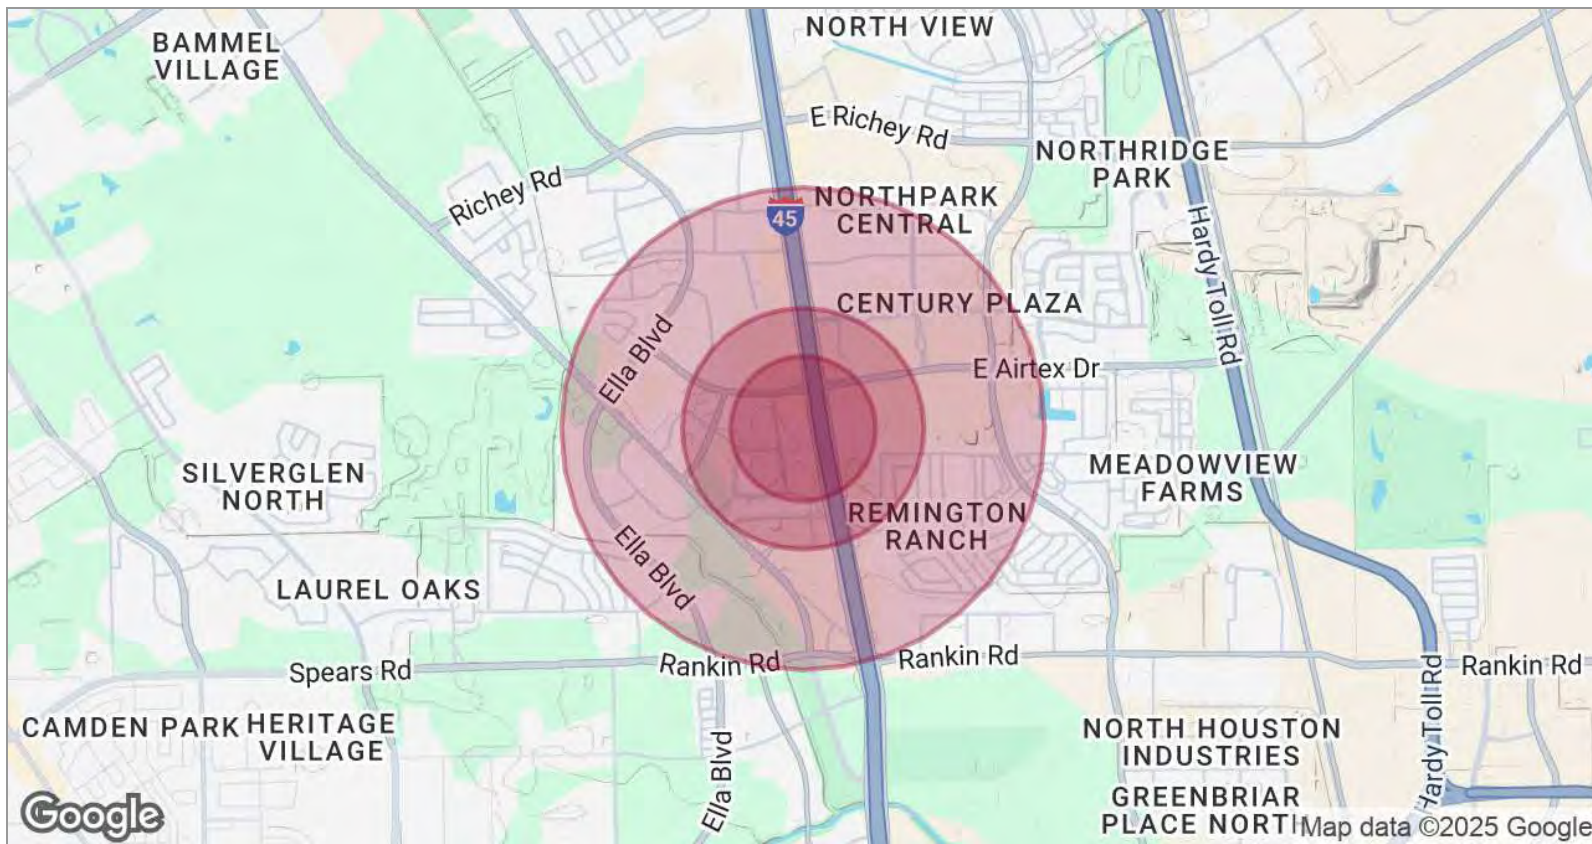 NORTH VIEW
BAMMEL
VILLAGE
E Richey Rd
NORTHRIDGE
PARK
Richey Rd
NORTHPARK
CENTRAL
45
Hardy Toll Rd
CENTURY PLAZA
Ella Blvd
E Airtex Dr
SILVERGLEN
NORTH
MEADOWVIEW
FARMS
REMINGTON
RANCH
Ella Blvd
LAUREL OAKS
Spears Rd
Rankin Rd
Rankin Rd
Rankin Rd
Hardy Toll Rd
CAMDEN PARK
HERITAGE
VILLAGE
NORTH HOUSTON
INDUSTRIES
Ella Blvd
GREENBRIAR
PLACE NORTH
Google
Map data ©2025 Google